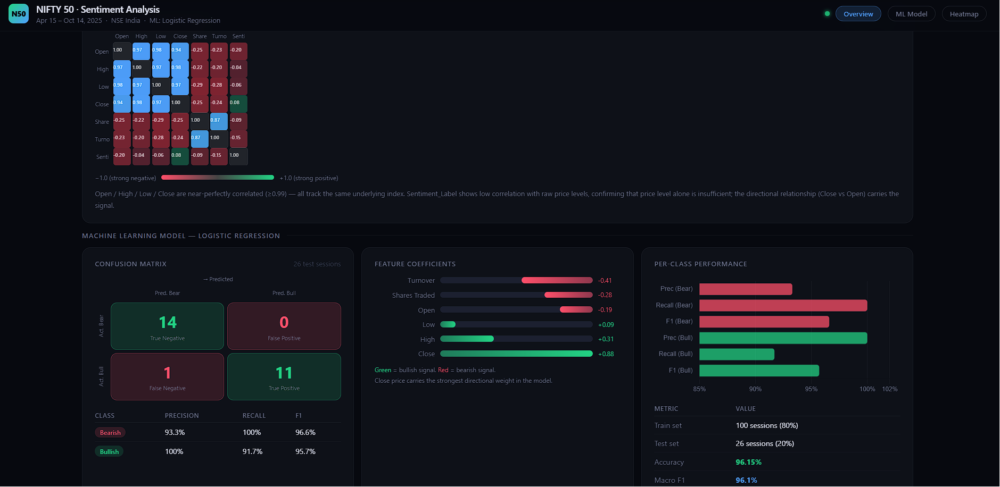 N50
NIFTY 50 · Sentiment Analysis
Apr 15 – Oct 14, 2025 · NSE India · ML: Logistic Regression
Overview ML Model Heatmap
Open High Low Close Share Turno Senti
Open 1.00 0.97 0.98 0.94 -0.25 -0.23 -0.20
High 0.97 1.00 0.97 0.98 -0.22 -0.20 -0.04
Low 0.98 0.97 1.00 0.97 -0.29 -0.28 -0.06
Close 0.94 0.98 0.97 1.00 -0.25 -0.24 0.08
Share -0.25 -0.22 -0.29 -0.25 1.00 0.87 -0.09
Turno -0.23 -0.20 -0.28 -0.24 0.87 1.00 -0.15
Senti -0.20 -0.04 -0.06 0.08 -0.09 -0.15 1.00
−1.0 (strong negative) +1.0 (strong positive)
Open / High / Low / Close are near-perfectly correlated (≥0.99) — all track the same underlying index. Sentiment_Label shows low correlation with raw price levels, confirming that price level alone is insufficient; the directional relationship (Close vs Open) carries the
signal.
MACHINE LEARNING MODEL — LOGISTIC REGRESSION
CONFUSION MATRIX 26 test sessions
→ Predicted
Pred. Bear Pred. Bull
Act. Bear
14
True Negative
0
False Positive
Act. Bull
1
False Negative
11
True Positive
CLASS PRECISION RECALL F1
Bearish 93.3% 100% 96.6%
Bullish 100% 91.7% 95.7%
FEATURE COEFFICIENTS
Turnover -0.41
Shares Traded -0.28
Open -0.19
Low +0.09
High +0.31
Close +0.88
Green = bullish signal. Red = bearish signal.
Close price carries the strongest directional weight in the model.
PER-CLASS PERFORMANCE
Prec (Bear)
Recall (Bear)
F1 (Bear)
Prec (Bull)
Recall (Bull)
F1 (Bull)
85% 90% 95% 100% 102%
METRIC VALUE
Train set 100 sessions (80%)
Test set 26 sessions (20%)
Accuracy 96.15%
Macro F1 96.1%